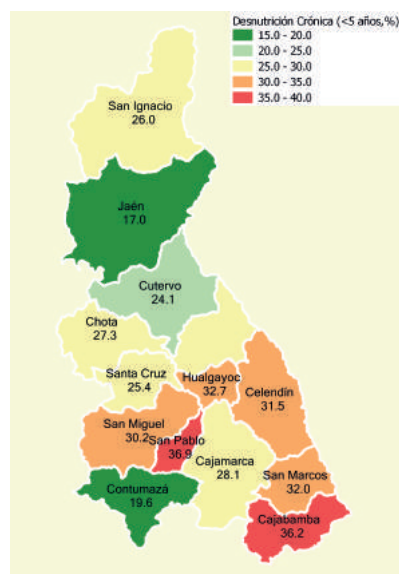 Desnutrición Crónica (<5 años,%)
15.0 - 20.0
20.0 - 25.0
25.0 - 30.0
30.0 - 35.0
35.0 - 40.0
San Ignacio
26.0
Jaén
17.0
Cutervo
24.1
Chota
27.3
Santa Cruz
25.4
Hualgayoc
32.7
Celendín
31.5
San Miguel
30.2
San Pablo
36.9
Cajamarca
28.1
San Marcos
32.0
Contumazá
19.6
Cajabamba
36.2